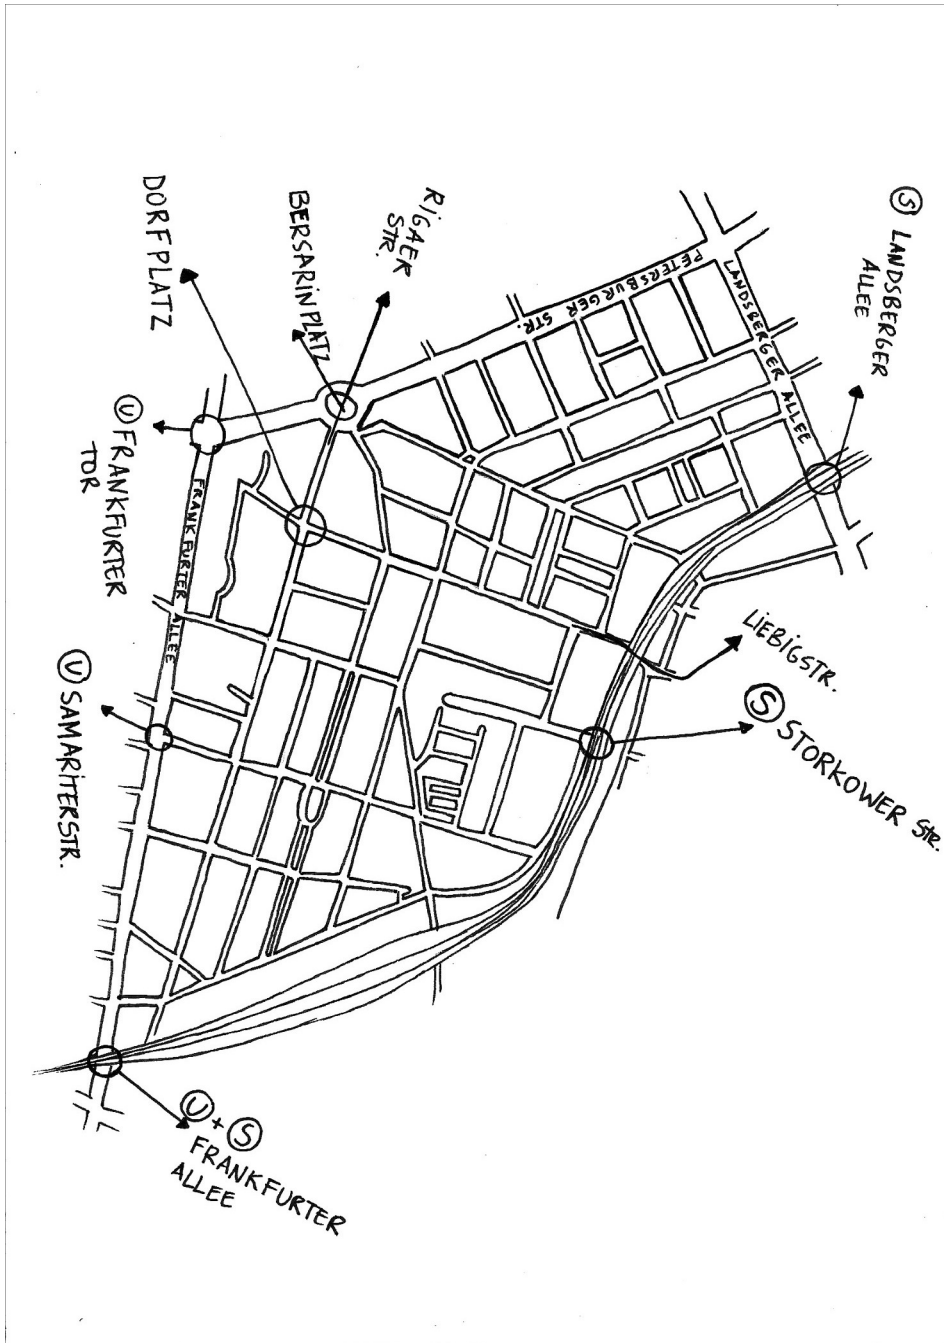 Ⓢ LANDSBERGER
ALLEE
RiGAER
STR.
BERSARINPLATZ
DORFPLATZ
PETERSBURGER STR.
LANDSBERGER ALLEE
Ⓤ FRANKFURTER
TOR
FRANKFURTER ALLEE
LiEBiGSTR.
Ⓢ STORKOWER Str.
Ⓤ SAMARiTERSTR.
Ⓤ+Ⓢ
FRANKFURTER
ALLEE